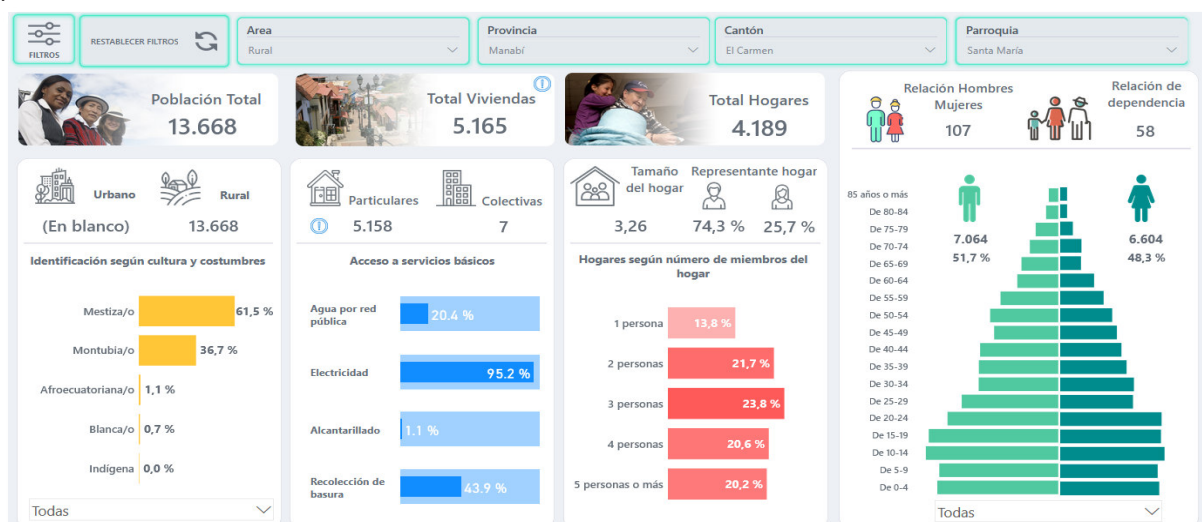 FILTROS
RESTABLECER FILTROS
Area
Rural
Provincia
Manabí
Cantón
El Carmen
Parroquia
Santa María
Población Total
13.668
Total Viviendas
5.165
Total Hogares
4.189
Relación Hombres
Mujeres
107
Relación de
dependencia
58
Urbano
(En blanco)
Rural
13.668
Particulares
5.158
Colectivas
7
Tamaño
del hogar
3,26
Representante hogar
74,3 % 25,7 %
Identificación según cultura y costumbres
Mestiza/o 61,5 %
Montubia/o 36,7 %
Afroecuatoriana/o 1,1 %
Blanca/o 0,7 %
Indígena 0,0 %
Todas
Acceso a servicios básicos
Agua por red
pública
20.4 %
Electricidad 95.2 %
Alcantarillado 1.1 %
Recolección de
basura
43.9 %
Hogares según número de miembros del
hogar
1 persona 13,8 %
2 personas 21,7 %
3 personas 23,8 %
4 personas 20,6 %
5 personas o más 20,2 %
85 años o más
De 80-84
De 75-79
De 70-74
De 65-69
De 60-64
De 55-59
De 50-54
De 45-49
De 40-44
De 35-39
De 30-34
De 25-29
De 20-24
De 15-19
De 10-14
De 5-9
De 0-4
7.064
51,7 %
6.604
48,3 %
Todas